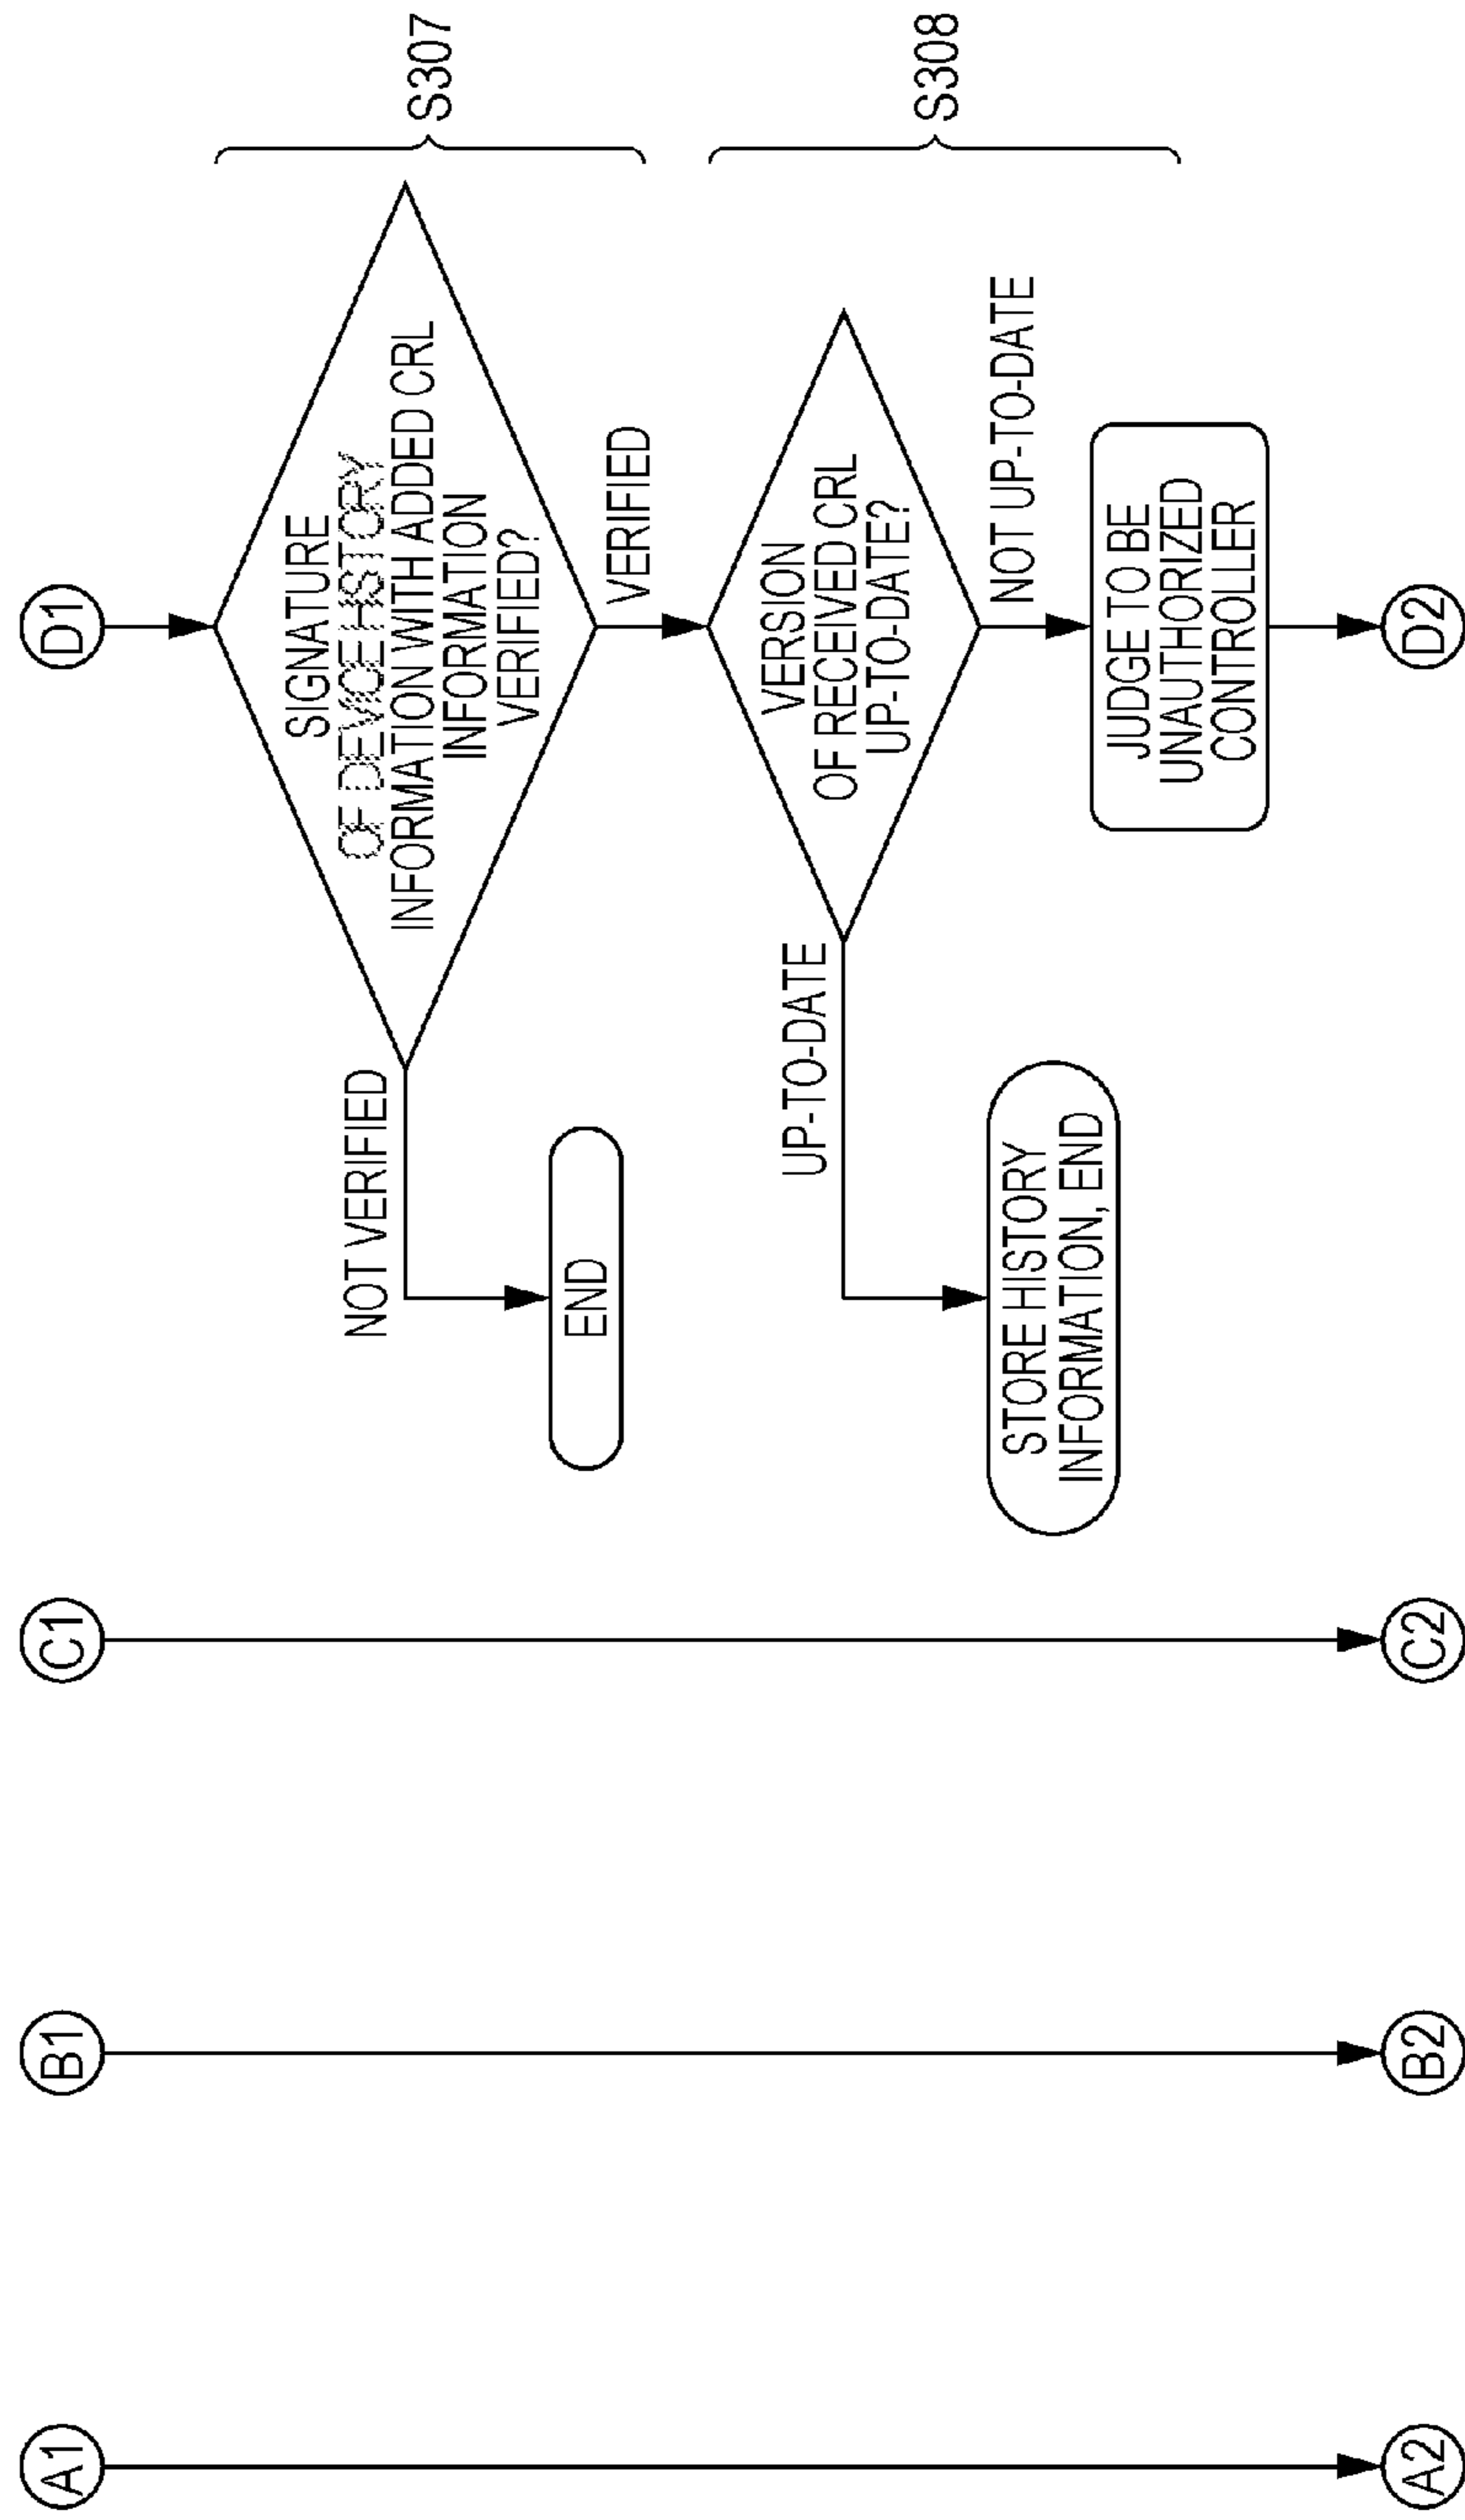 A1
B1
C1
D1
SIGNATURE
OF DEVICE HISTORY
INFORMATION WITH ADDED CRL
INFORMATION
VERIFIED?
S307
NOT VERIFIED
VERIFIED
END
VERSION
OF RECEIVED CRL
UP-TO-DATE?
S308
UP-TO-DATE
NOT UP-TO-DATE
STORE HISTORY
INFORMATION, END
JUDGE TO BE
UNAUTHORIZED
CONTROLLER
A2
B2
C2
D2